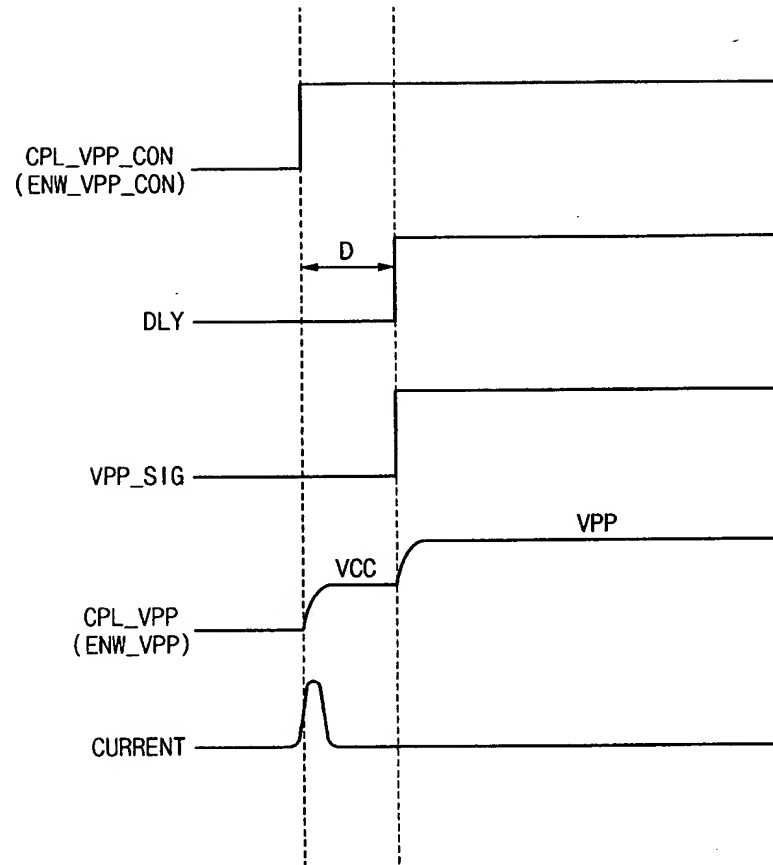 CPL_VPP_CON
(ENW_VPP_CON)
D
DLY
VPP_SIG
VPP
VCC
CPL_VPP
(ENW_VPP)
CURRENT